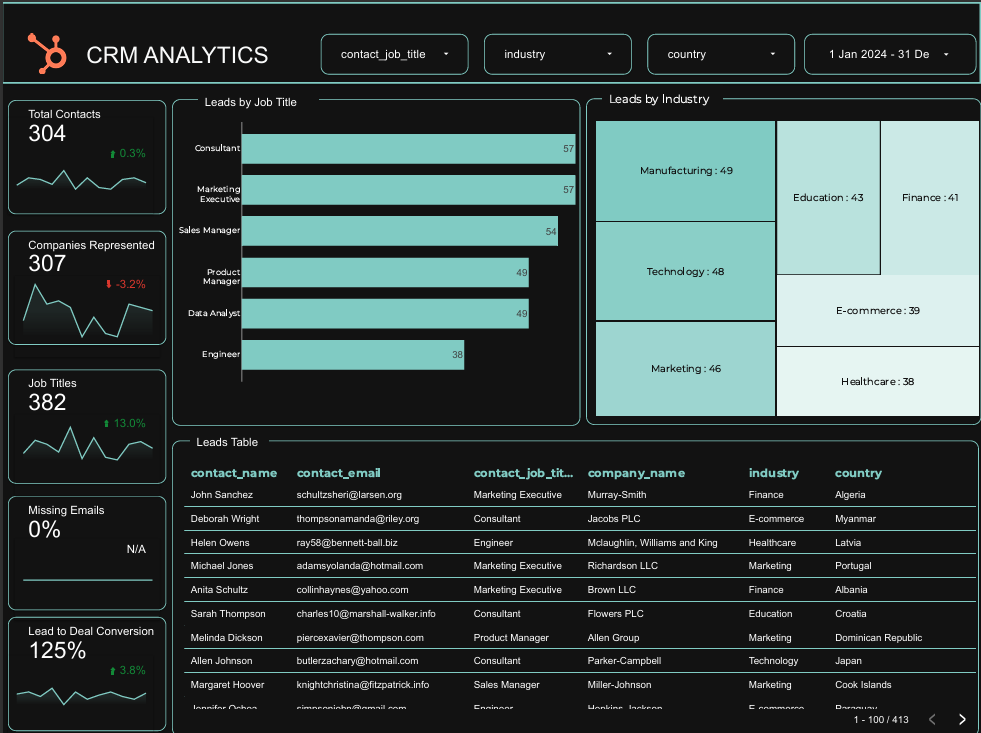 CRM ANALYTICS
contact_job_title
industry
country
1 Jan 2024 - 31 De
Total Contacts
304
0.3%
Companies Represented
307
-3.2%
Job Titles
382
13.0%
Missing Emails
0%
N/A
Lead to Deal Conversion
125%
3.8%
Leads by Job Title
Consultant 57
Marketing
Executive 57
Sales Manager 54
Product
Manager 49
Data Analyst 49
Engineer 38
Leads by Industry
Manufacturing : 49
Technology : 48
Marketing : 46
Education : 43
Finance : 41
E-commerce : 39
Healthcare : 38
Leads Table
contact_name contact_email contact_job_tit... company_name industry country
John Sanchez schultzsheri@larsen.org Marketing Executive Murray-Smith Finance Algeria
Deborah Wright thompsonamanda@riley.org Consultant Jacobs PLC E-commerce Myanmar
Helen Owens ray58@bennett-ball.biz Engineer Mclaughlin, Williams and King Healthcare Latvia
Michael Jones adamsyolanda@hotmail.com Marketing Executive Richardson LLC Marketing Portugal
Anita Schultz collinhaynes@yahoo.com Marketing Executive Brown LLC Finance Albania
Sarah Thompson charles10@marshall-walker.info Consultant Flowers PLC Education Croatia
Melinda Dickson piercexavier@thompson.com Product Manager Allen Group Marketing Dominican Republic
Allen Johnson butlerzachary@hotmail.com Consultant Parker-Campbell Technology Japan
Margaret Hoover knightchristina@fitzpatrick.info Sales Manager Miller-Johnson Marketing Cook Islands
Jennifer Ochoa simpsonjohn@gmail.com Engineer Hopkins-Jackson E-commerce Paraguay
1 - 100 / 413